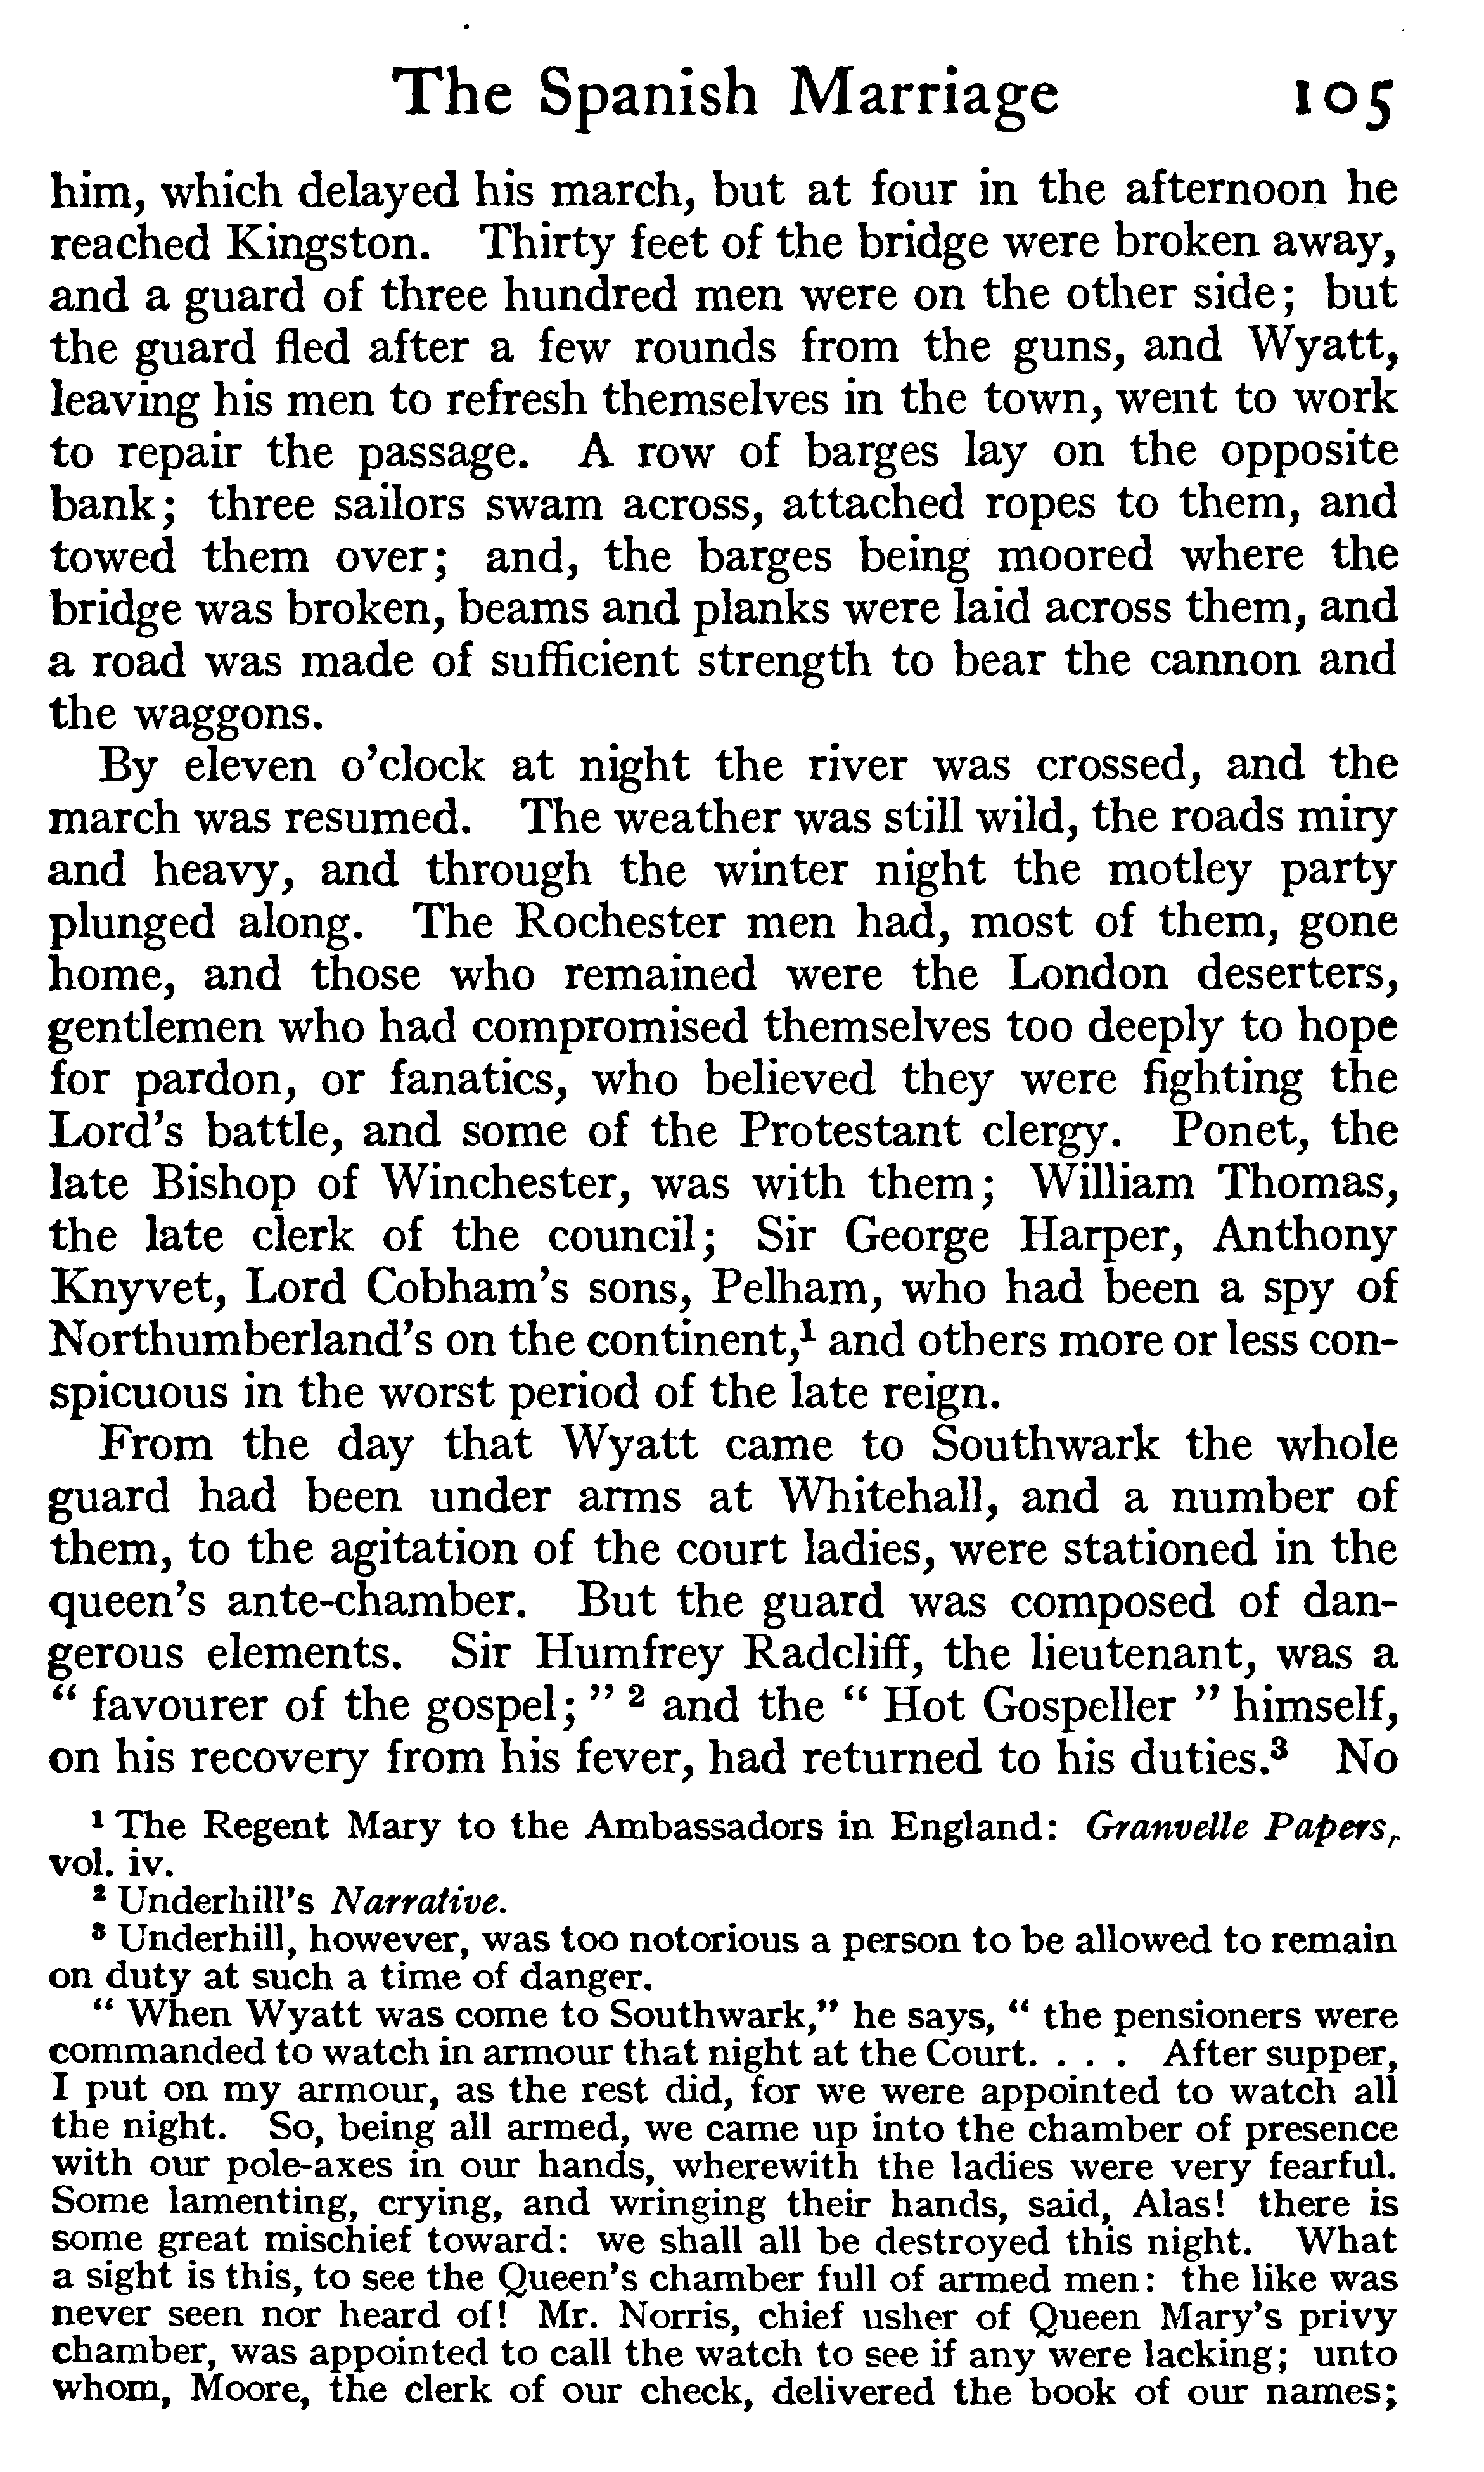 The Spanish Marriage 105
him, which delayed his march, but at four in the afternoon he
reached Kingston. Thirty feet of the bridge were broken away,
and a guard of three hundred men were on the other side; but
the guard fled after a few rounds from the guns, and Wyatt,
leaving his men to refresh themselves in the town, went to work
to repair the passage. A row of barges lay on the opposite
bank; three sailors swam across, attached ropes to them, and
towed them over; and, the barges being moored where the
bridge was broken, beams and planks were laid across them, and
a road was made of sufficient strength to bear the cannon and
the waggons.
By eleven o'clock at night the river was crossed, and the
march was resumed. The weather was still wild, the roads miry
and heavy, and through the winter night the motley party
plunged along. The Rochester men had, most of them, gone
home, and those who remained were the London deserters,
gentlemen who had compromised themselves too deeply to hope
for pardon, or fanatics, who believed they were fighting the
Lord's battle, and some of the Protestant clergy. Ponet, the
late Bishop of Winchester, was with them; William Thomas,
the late clerk of the council; Sir George Harper, Anthony
Knyvet, Lord Cobham's sons, Pelham, who had been a spy of
Northumberland's on the continent,¹ and others more or less con-
spicuous in the worst period of the late reign.
From the day that Wyatt came to Southwark the whole
guard had been under arms at Whitehall, and a number of
them, to the agitation of the court ladies, were stationed in the
queen's ante-chamber. But the guard was composed of dan-
gerous elements. Sir Humfrey Radcliff, the lieutenant, was a
" favourer of the gospel; " ² and the " Hot Gospeller " himself,
on his recovery from his fever, had returned to his duties.³ No
¹ The Regent Mary to the Ambassadors in England: Granvelle Papers,
vol. iv.
² Underhill's Narrative.
³ Underhill, however, was too notorious a person to be allowed to remain
on duty at such a time of danger.
" When Wyatt was come to Southwark," he says, " the pensioners were
commanded to watch in armour that night at the Court. . . . After supper,
I put on my armour, as the rest did, for we were appointed to watch all
the night. So, being all armed, we came up into the chamber of presence
with our pole-axes in our hands, wherewith the ladies were very fearful.
Some lamenting, crying, and wringing their hands, said, Alas! there is
some great mischief toward: we shall all be destroyed this night. What
a sight is this, to see the Queen's chamber full of armed men: the like was
never seen nor heard of! Mr. Norris, chief usher of Queen Mary's privy
chamber, was appointed to call the watch to see if any were lacking; unto
whom, Moore, the clerk of our check, delivered the book of our names;